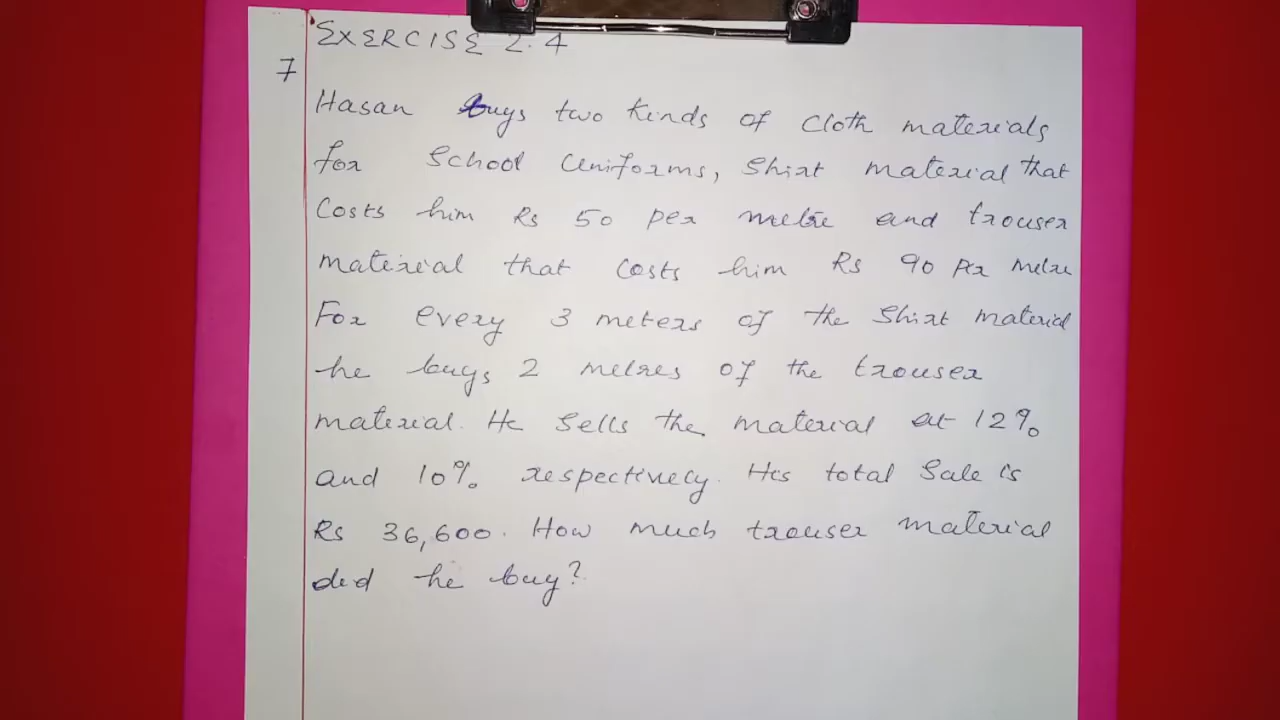 EXERCISE 2.4
7
Hasan buys two kinds of cloth materials
for school uniforms, shirt material that
costs him Rs 50 per metre and trouser
material that costs him Rs 90 per metre
For every 3 meters of the shirt material
he buys 2 metres of the trouser
material. He sells the material at 12%
and 10% respectively. His total sale is
Rs 36,600. How much trouser material
did he buy?